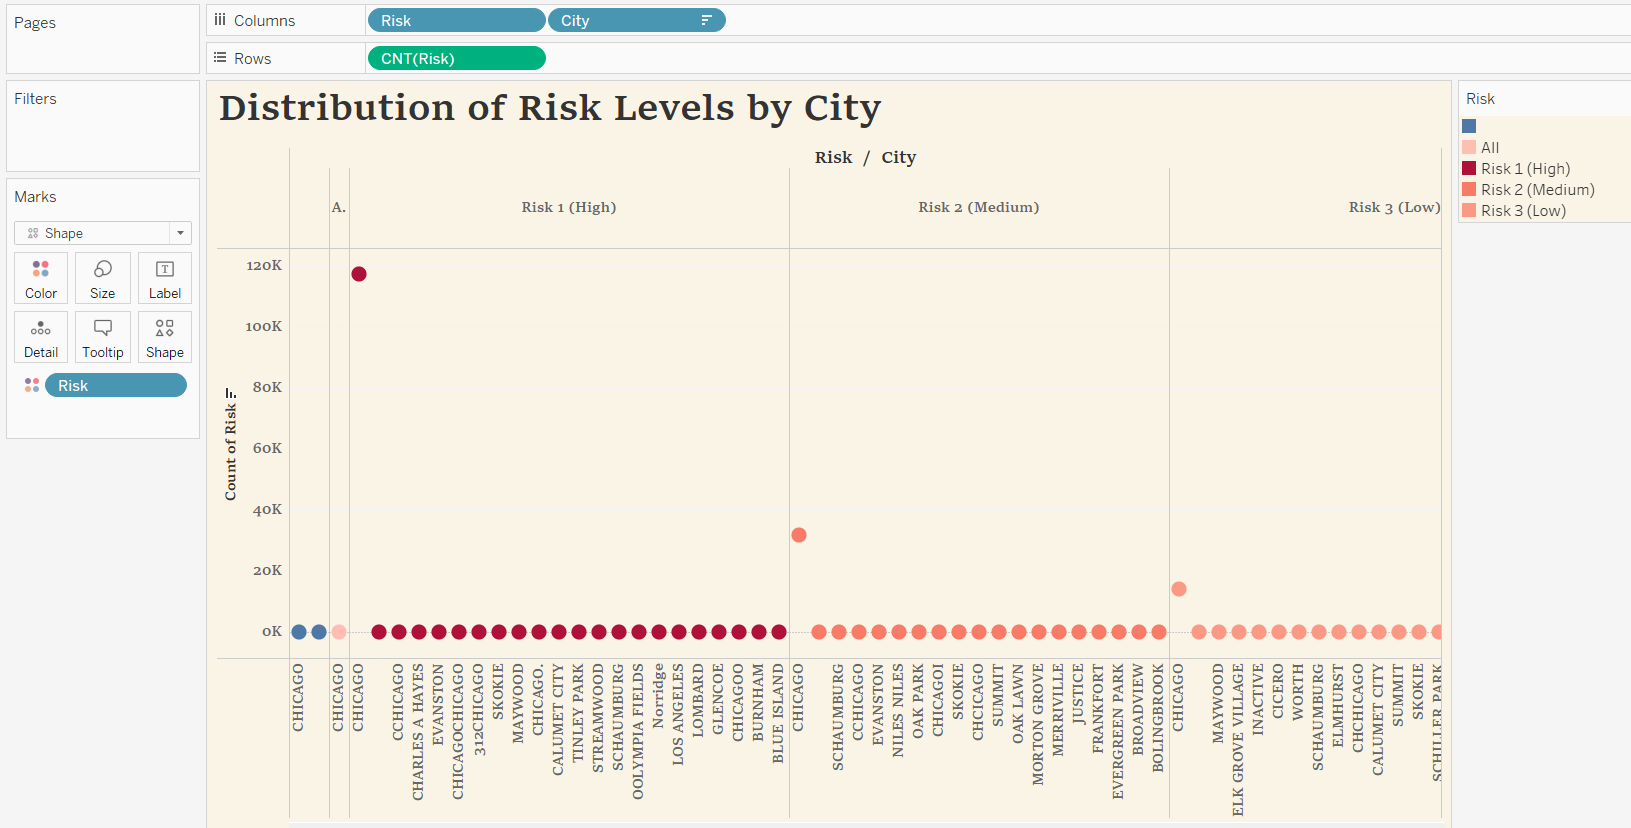 Pages
Columns
Risk
City
Rows
CNT(Risk)
Filters
Marks
Shape
Color
Size
Label
Detail
Tooltip
Shape
Risk
Distribution of Risk Levels by City
Risk / City
A.
Risk 1 (High)
Risk 2 (Medium)
Risk 3 (Low)
Count of Risk
120K
100K
80K
60K
40K
20K
0K
CHICAGO
CHICAGO
CHICAGO
CCHICAGO
CHARLES A HAYES
EVANSTON
CHICAGOCHICAGO
312CHICAGO
SKOKIE
MAYWOOD
CHICAGO.
CALUMET CITY
TINLEY PARK
STREAMWOOD
SCHAUMBURG
OOLYMPIA FIELDS
Norridge
LOS ANGELES
LOMBARD
GLENCOE
CHICAGOO
BURNHAM
BLUE ISLAND
CHICAGO
SCHAUMBURG
CCHICAGO
EVANSTON
NILES NILES
OAK PARK
CHICAGOI
SKOKIE
CHCICAGO
SUMMIT
OAK LAWN
MORTON GROVE
MERRIVILLE
JUSTICE
FRANKFORT
EVERGREEN PARK
BROADVIEW
BOLINGBROOK
CHICAGO
MAYWOOD
ELK GROVE VILLAGE
INACTIVE
CICERO
WORTH
SCHAUMBURG
ELMHURST
CHCHICAGO
CALUMET CITY
SUMMIT
SKOKIE
SCHILLER PARK
Risk
All
Risk 1 (High)
Risk 2 (Medium)
Risk 3 (Low)